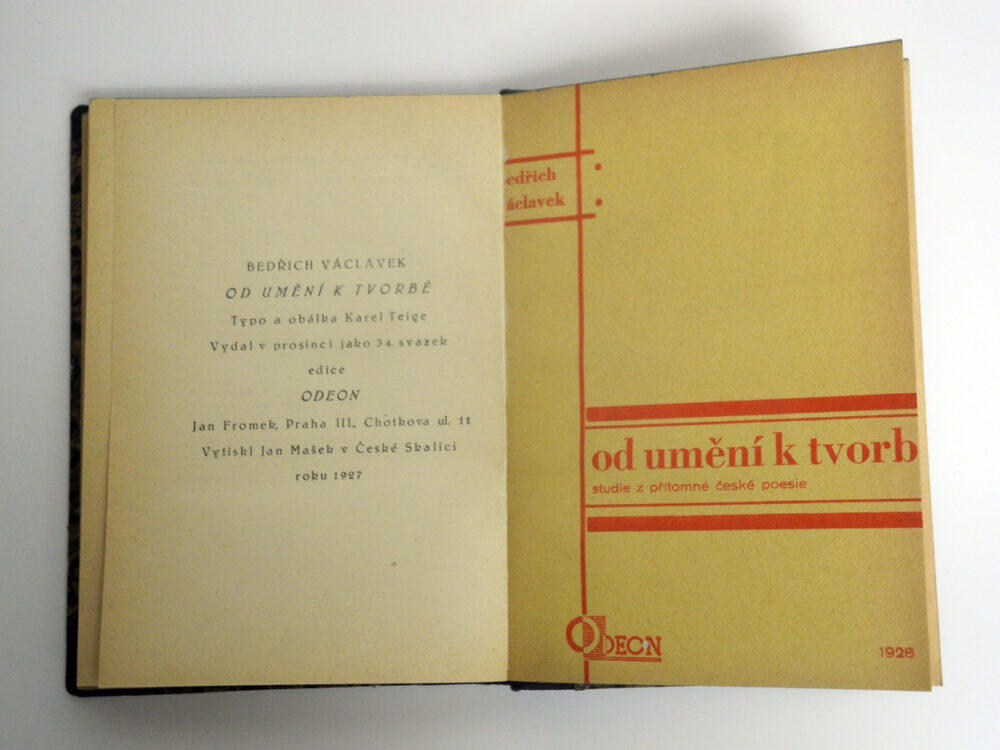 BEDŘICH VÁCLAVEK
OD UMĚNÍ K TVORBĚ
Typo a obálka Karel Teige
Vydal v prosinci jako 34. svazek
edice
ODEON
Jan Fromek, Praha III., Chotkova ul. 11
Vytiskl Jan Mašek v České Skalici
roku 1927
edřich :
áclavek
od umění k tvorb
studie z přítomné české poesie
ODEON
1928